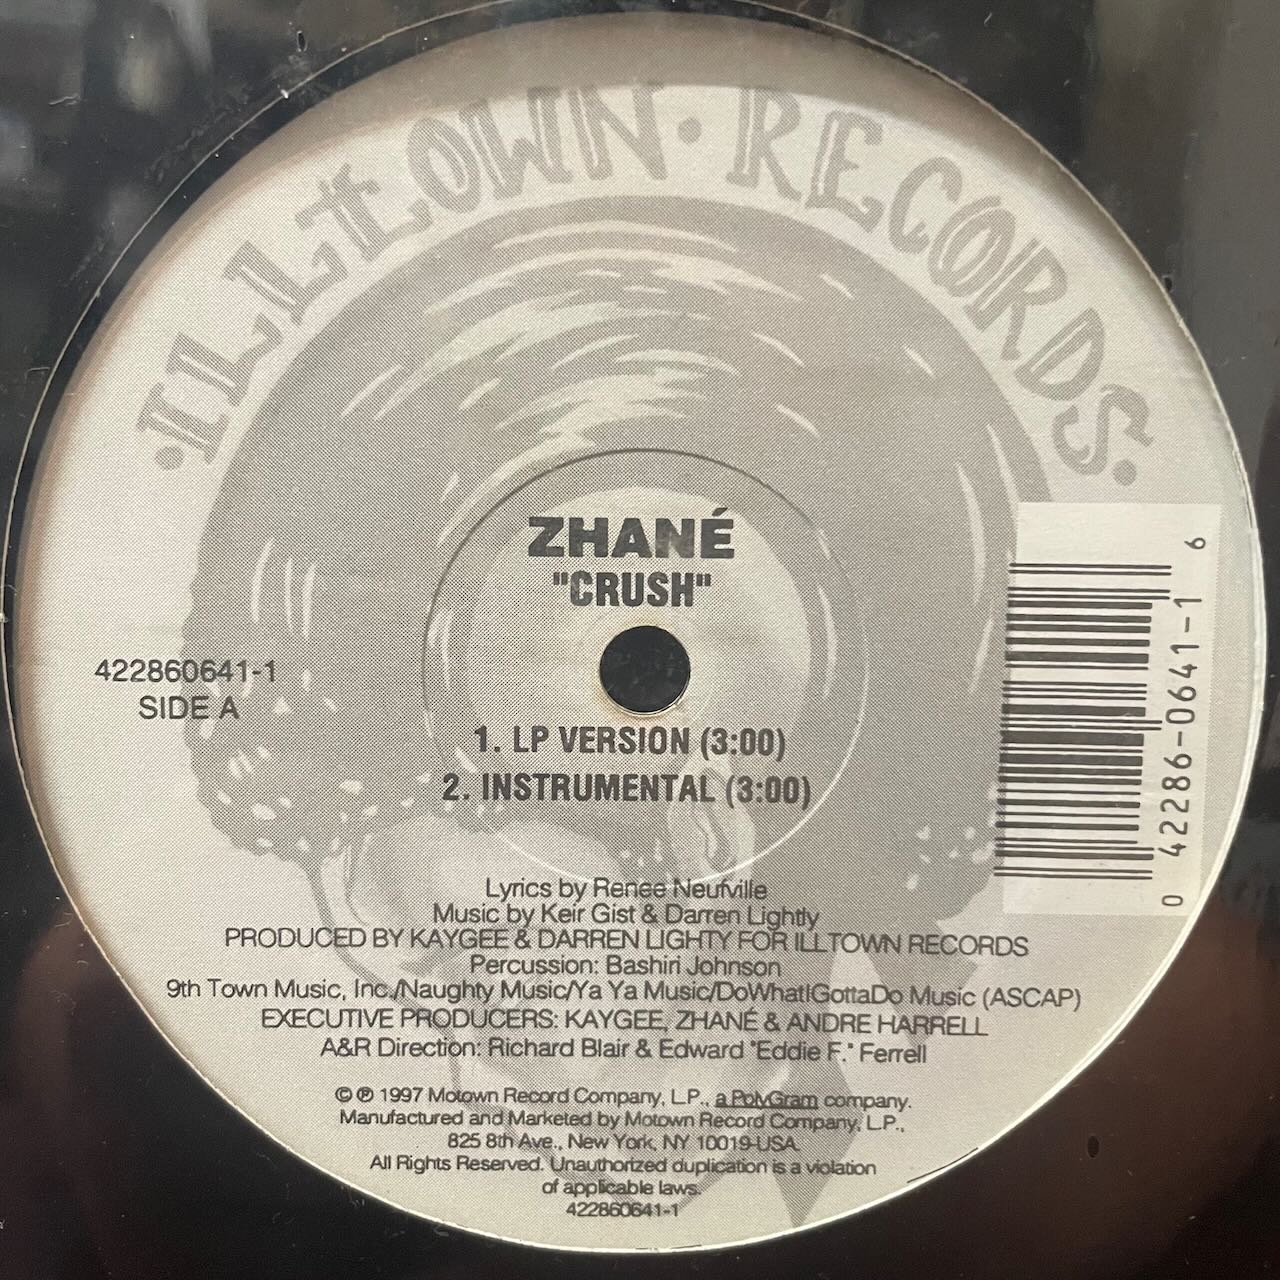 ·ILLTOWN·RECORDS·
ZHANÉ
"CRUSH"
422860641-1
SIDE A
1. LP VERSION (3:00)
2. INSTRUMENTAL (3:00)
0 42286-0641-1 6
Lyrics by Renee Neufville
Music by Keir Gist & Darren Lightly
PRODUCED BY KAYGEE & DARREN LIGHTY FOR ILLTOWN RECORDS
Percussion: Bashiri Johnson
9th Town Music, Inc./Naughty Music/Ya Ya Music/DoWhatIGottaDo Music (ASCAP)
EXECUTIVE PRODUCERS: KAYGEE, ZHANÉ & ANDRE HARRELL
A&R Direction: Richard Blair & Edward "Eddie F." Ferrell
© ℗ 1997 Motown Record Company, L.P., a PolyGram company.
Manufactured and Marketed by Motown Record Company, L.P.,
825 8th Ave., New York, NY 10019-USA
All Rights Reserved. Unauthorized duplication is a violation
of applicable laws.
422860641-1